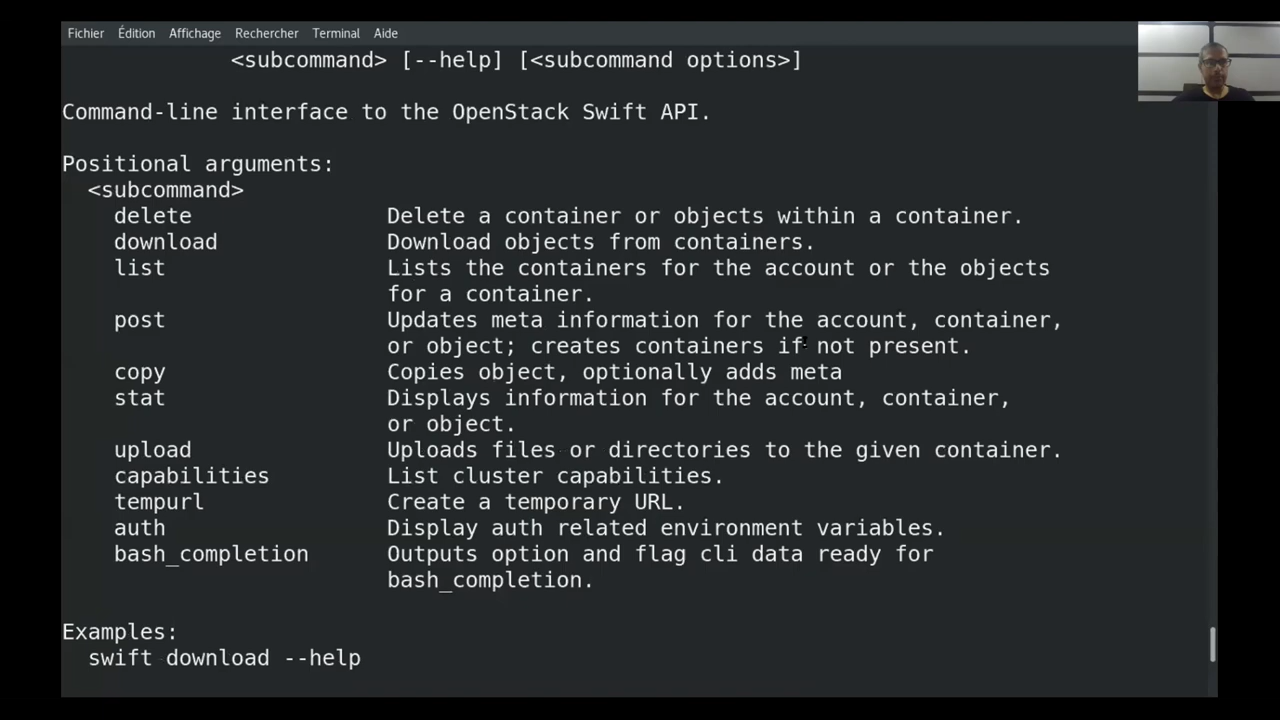 Fichier Édition Affichage Rechercher Terminal Aide
<subcommand> [--help] [<subcommand options>]
Command-line interface to the OpenStack Swift API.
Positional arguments:
<subcommand>
delete Delete a container or objects within a container.
download Download objects from containers.
list Lists the containers for the account or the objects
for a container.
post Updates meta information for the account, container,
or object; creates containers if not present.
copy Copies object, optionally adds meta
stat Displays information for the account, container,
or object.
upload Uploads files or directories to the given container.
capabilities List cluster capabilities.
tempurl Create a temporary URL.
auth Display auth related environment variables.
bash_completion Outputs option and flag cli data ready for
bash_completion.
Examples:
swift download --help